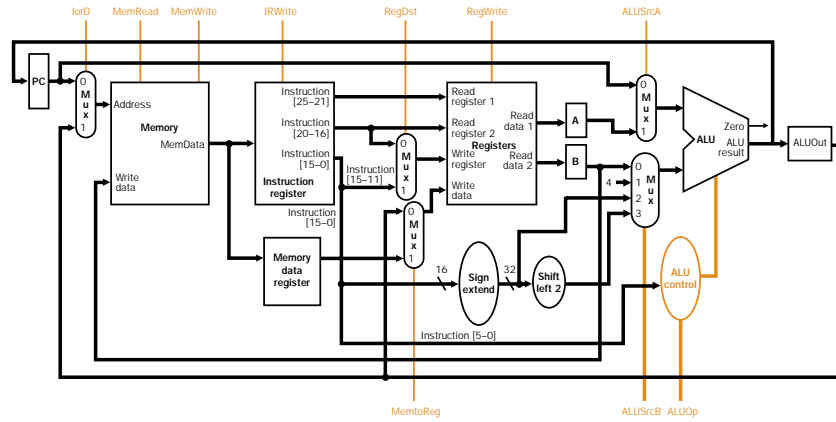 IorD
MemRead
MemWrite
IRWrite
RegDst
RegWrite
ALUSrcA
PC
0
M
u
x
1
Address
Memory
MemData
Write
data
Instruction
[25–21]
Instruction
[20–16]
Instruction
[15–0]
Instruction
register
Instruction
[15–0]
Instruction
[15–11]
Memory
data
register
0
M
u
x
1
0
M
u
x
1
Read
register 1
Read
register 2
Registers
Write
register
Write
data
Read
data 1
Read
data 2
A
B
4
0
M
u
x
1
0
1
2
3
M
u
x
Zero
ALU
ALU
result
ALUOut
16
Sign
extend
32
Shift
left 2
ALU
control
Instruction [5–0]
MemtoReg
ALUSrcB
ALUOp